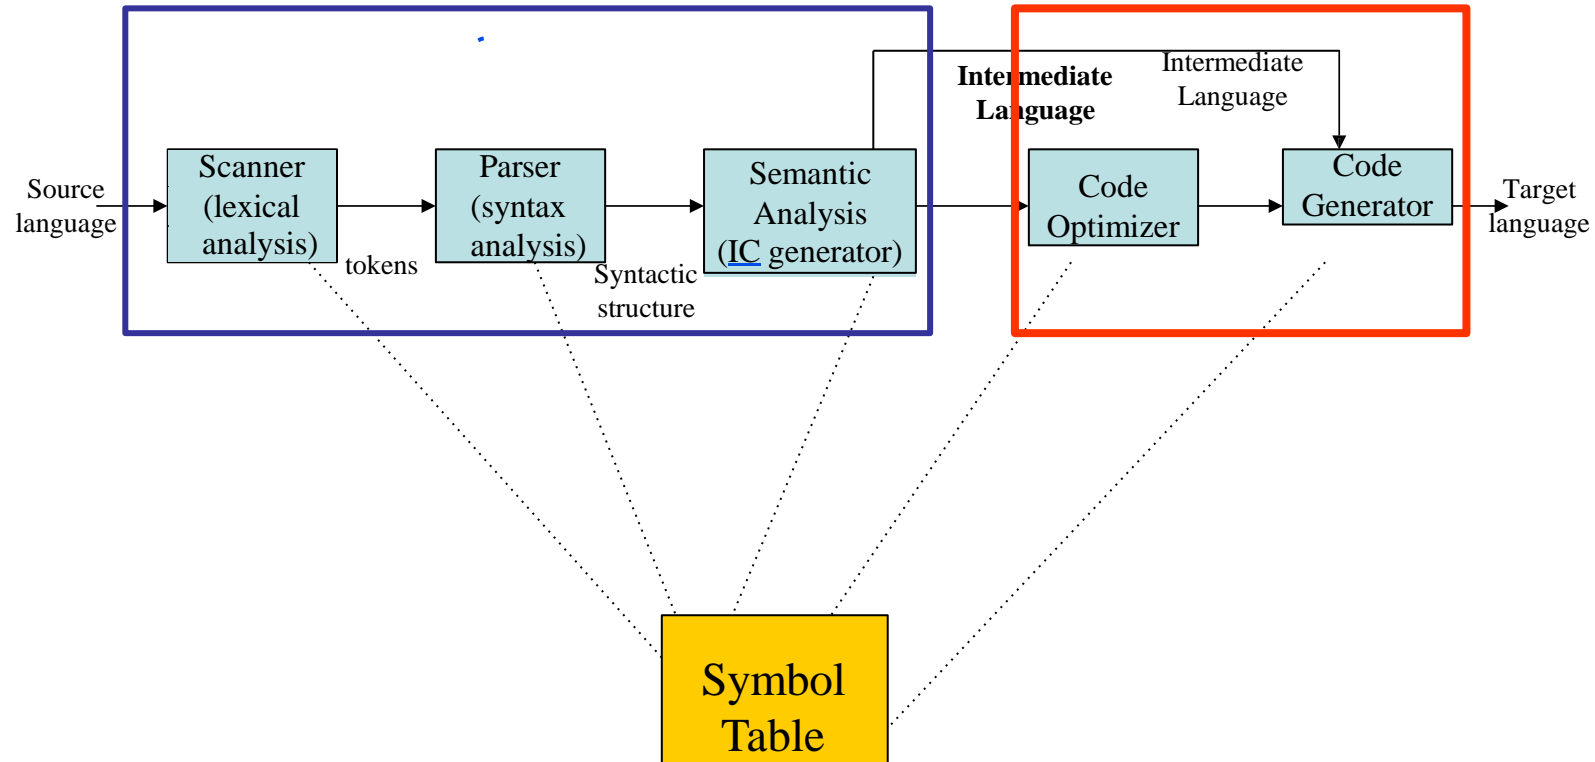 Intermediate
Language
Intermediate
Language
Source
language
Scanner
(lexical
analysis)
tokens
Parser
(syntax
analysis)
Syntactic
structure
Semantic
Analysis
(IC generator)
Code
Optimizer
Code
Generator
Target
language
Symbol
Table